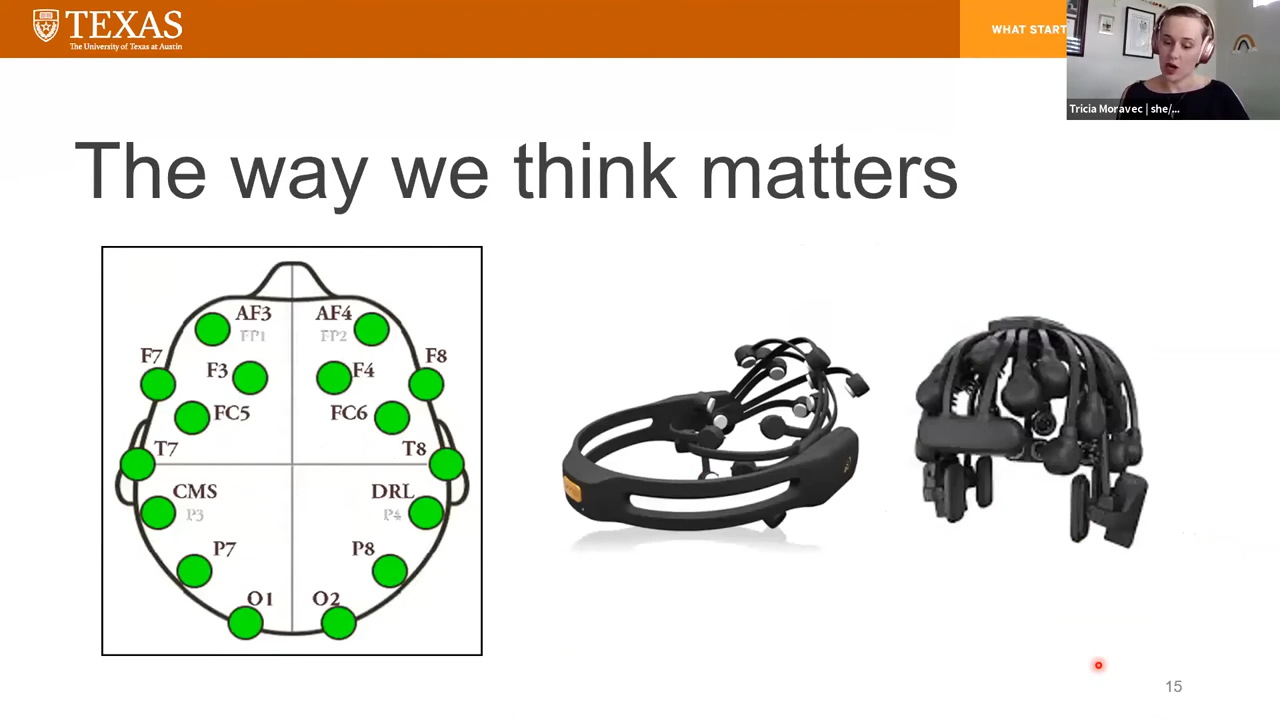 TEXAS
The University of Texas at Austin
WHAT START
Tricia Moravec | she/...
The way we think matters
AF3 AF4
FP1 FP2
F7 F8
F3 F4
FC5 FC6
T7 T8
CMS DRL
P3 P4
P7 P8
O1 O2
15